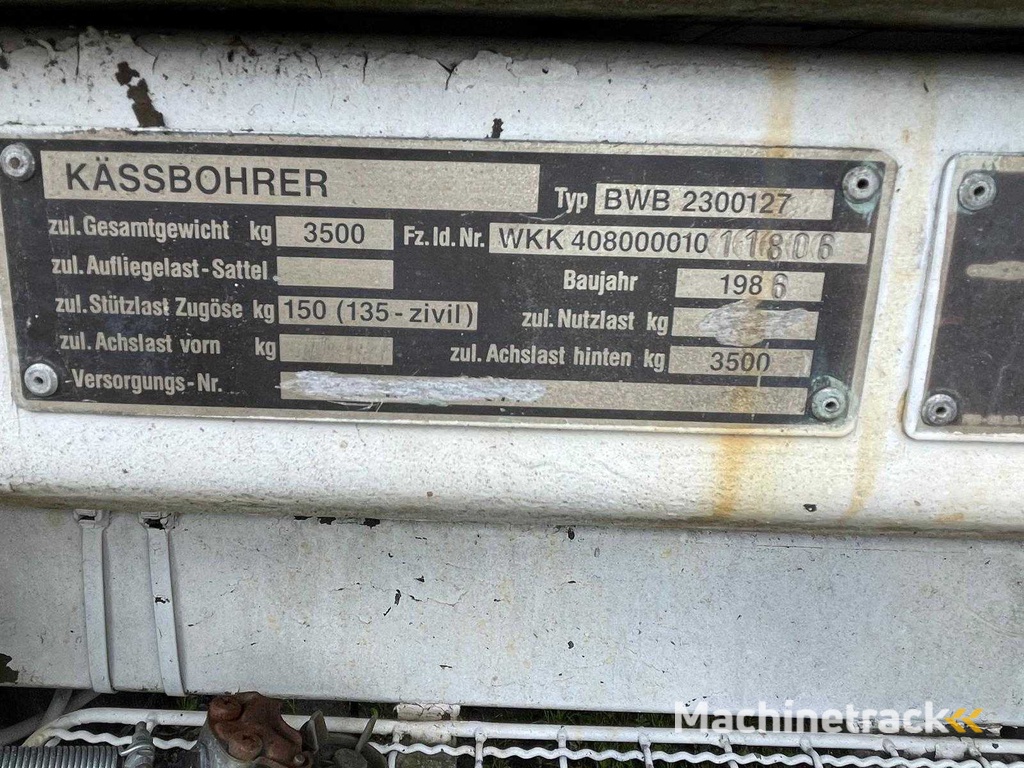 KÄSSBOHRER
Typ BWB 2300127
zul. Gesamtgewicht kg 3500 Fz. Id. Nr. WKK 40800001011806
zul. Aufliegelast-Sattel Baujahr 1986
zul. Stützlast Zugöse kg 150 (135-zivil) zul. Nutzlast kg
zul. Achslast vorn kg zul. Achslast hinten kg 3500
Versorgungs-Nr.
Machinetrack